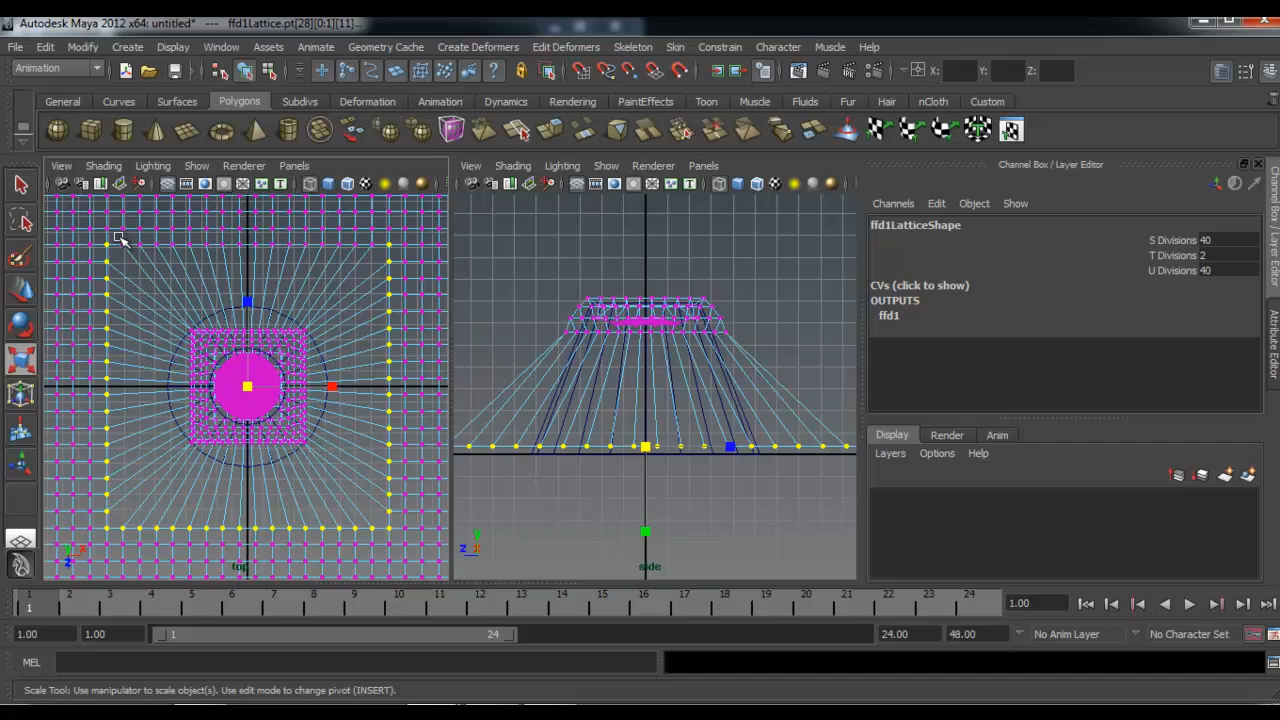 Autodesk Maya 2012 x64: untitled* --- ffd1Lattice.pt[28][0:1][11]...
File Edit Modify Create Display Window Assets Animate Geometry Cache Create Deformers Edit Deformers Skeleton Skin Constrain Character Muscle Help
Animation X: Y: Z:
General Curves Surfaces Polygons Subdivs Deformation Animation Dynamics Rendering PaintEffects Toon Muscle Fluids Fur Hair nCloth Custom
View Shading Lighting Show Renderer Panels View Shading Lighting Show Renderer Panels Channel Box / Layer Editor
Channels Edit Object Show
ffd1LatticeShape
S Divisions 40
T Divisions 2
U Divisions 40
CVs (click to show)
OUTPUTS
ffd1
Channel Box / Layer Editor
Attribute Editor
Display Render Anim
Layers Options Help
y x z top
y z x side
1 2 3 4 5 6 7 8 9 10 11 12 13 14 15 16 17 18 19 20 21 22 23 24
1 1.00
1.00 1.00 1 24 24.00 48.00 No Anim Layer No Character Set
MEL
Scale Tool: Use manipulator to scale object(s). Use edit mode to change pivot (INSERT).